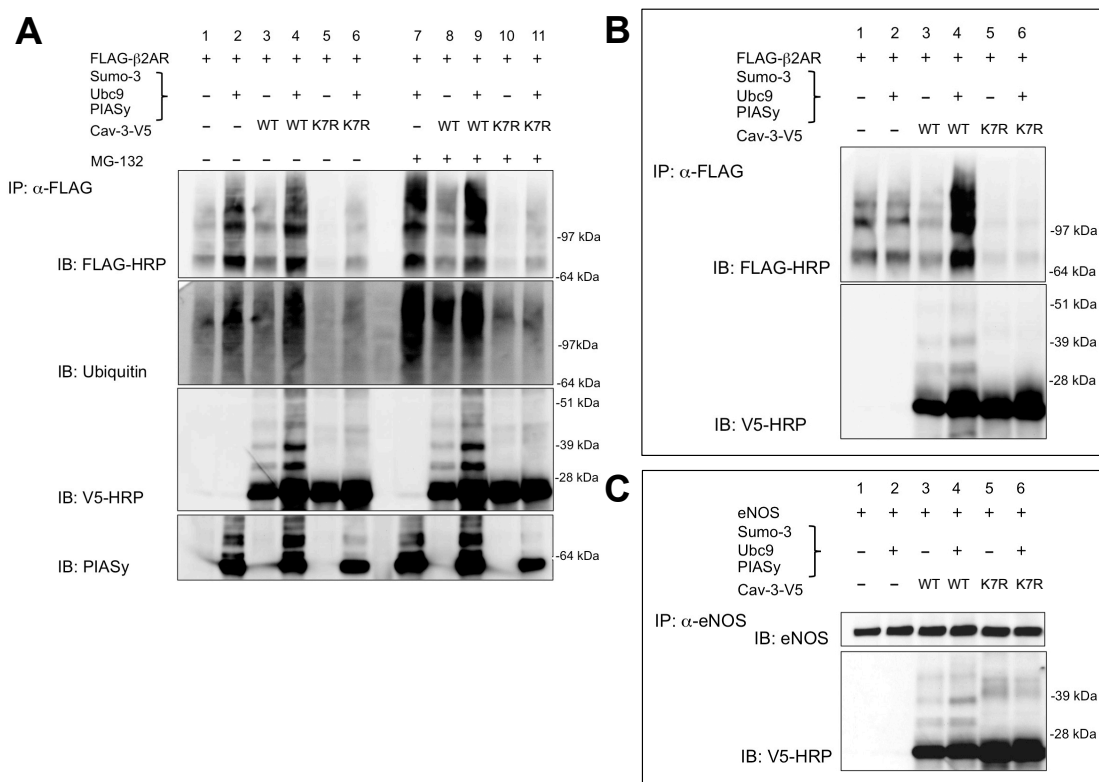 A
1 2 3 4 5 6 7 8 9 10 11
FLAG-β2AR + + + + + + + + + + +
Sumo-3
Ubc9 – + – + – + + – + – +
PIASy
Cav-3-V5 – – WT WT K7R K7R – WT WT K7R K7R
MG-132 – – – – – – + + + + +
IP: α-FLAG
-97 kDa
IB: FLAG-HRP
-64 kDa
-97kDa
IB: Ubiquitin
-64 kDa
-51 kDa
-39 kDa
-28 kDa
IB: V5-HRP
-64 kDa
IB: PIASy
B
1 2 3 4 5 6
FLAG-β2AR + + + + + +
Sumo-3
Ubc9 – + – + – +
PIASy
Cav-3-V5 – – WT WT K7R K7R
IP: α-FLAG
-97 kDa
IB: FLAG-HRP
-64 kDa
-51 kDa
-39 kDa
-28 kDa
IB: V5-HRP
C
1 2 3 4 5 6
eNOS + + + + + +
Sumo-3
Ubc9 – + – + – +
PIASy
Cav-3-V5 – – WT WT K7R K7R
IP: α-eNOS
IB: eNOS
-39 kDa
-28 kDa
IB: V5-HRP